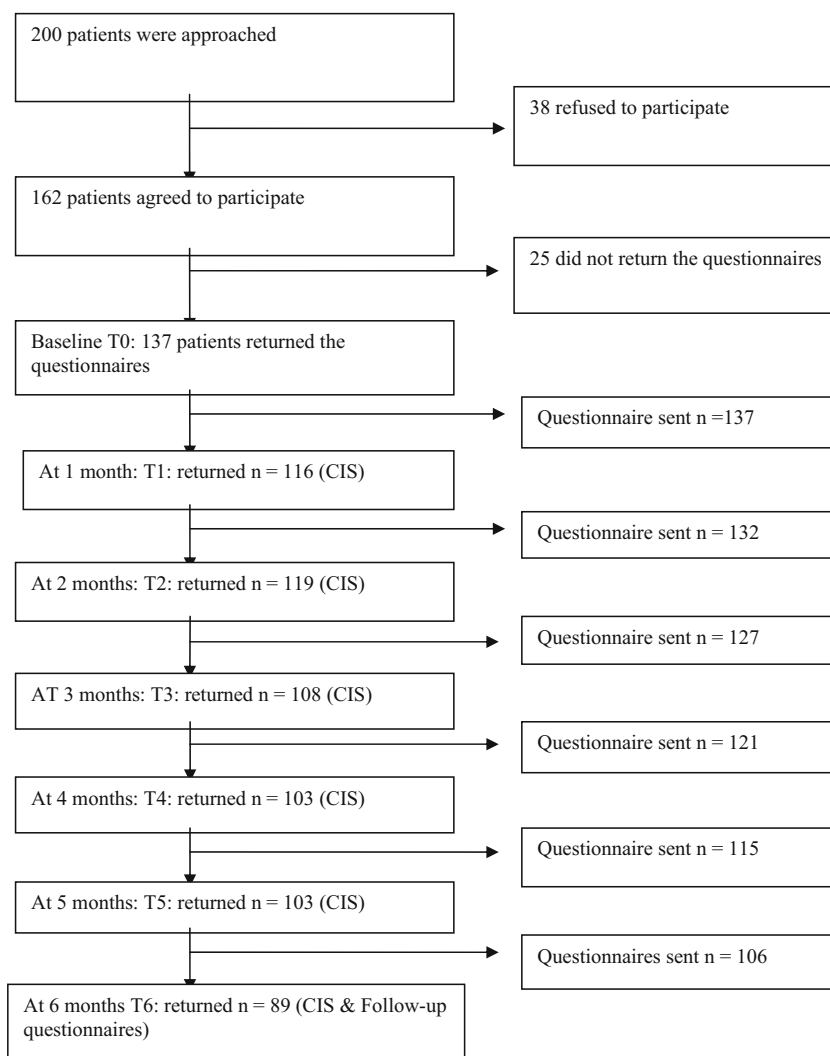 200 patients were approached
38 refused to participate
162 patients agreed to participate
25 did not return the questionnaires
Baseline T0: 137 patients returned the
questionnaires
Questionnaire sent n =137
At 1 month: T1: returned n = 116 (CIS)
Questionnaire sent n = 132
At 2 months: T2: returned n = 119 (CIS)
Questionnaire sent n = 127
AT 3 months: T3: returned n = 108 (CIS)
Questionnaire sent n = 121
At 4 months: T4: returned n = 103 (CIS)
Questionnaire sent n = 115
At 5 months: T5: returned n = 103 (CIS)
Questionnaires sent n = 106
At 6 months T6: returned n = 89 (CIS & Follow-up
questionnaires)